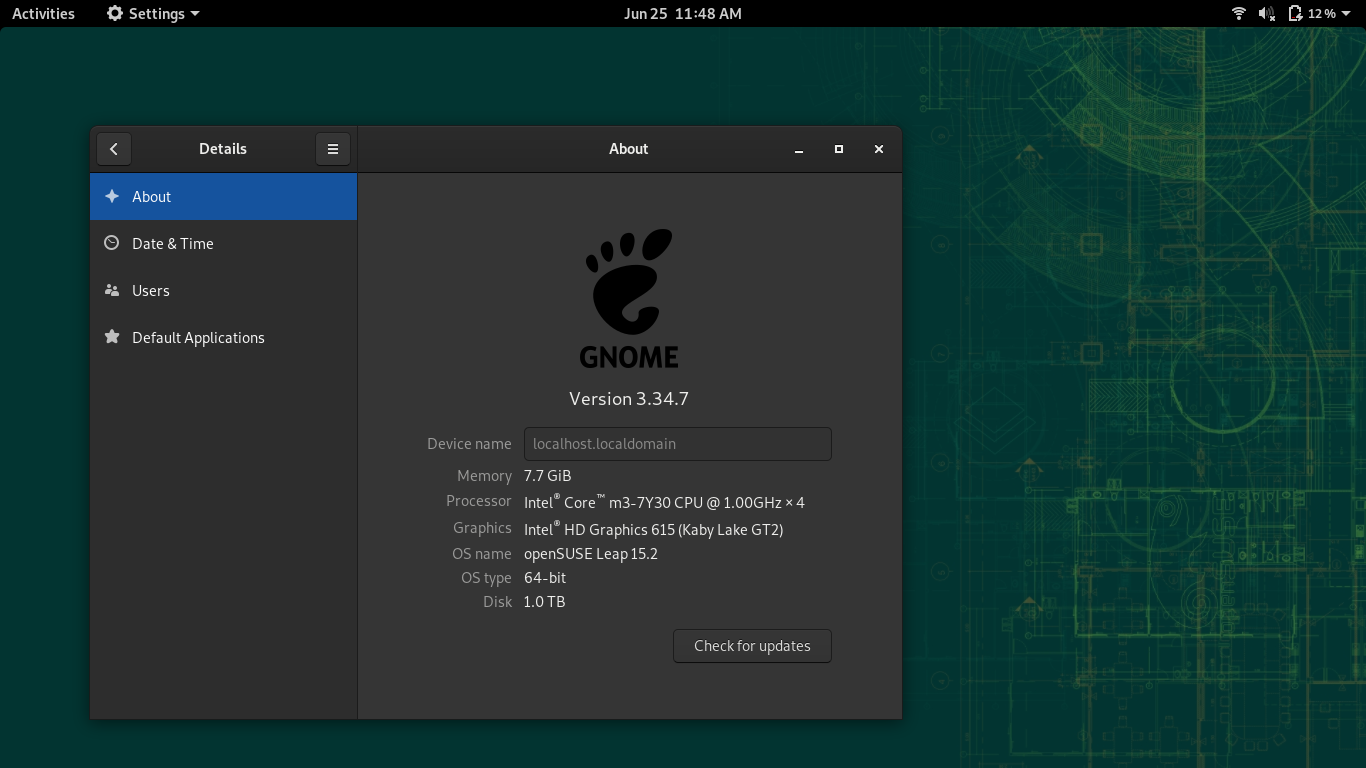 Activities Settings Jun 25 11:48 AM 12 %
Details About
About
Date & Time
Users
Default Applications
GNOME
Version 3.34.7
Device name localhost.localdomain
Memory 7.7 GiB
Processor Intel® Core™ m3-7Y30 CPU @ 1.00GHz × 4
Graphics Intel® HD Graphics 615 (Kaby Lake GT2)
OS name openSUSE Leap 15.2
OS type 64-bit
Disk 1.0 TB
Check for updates